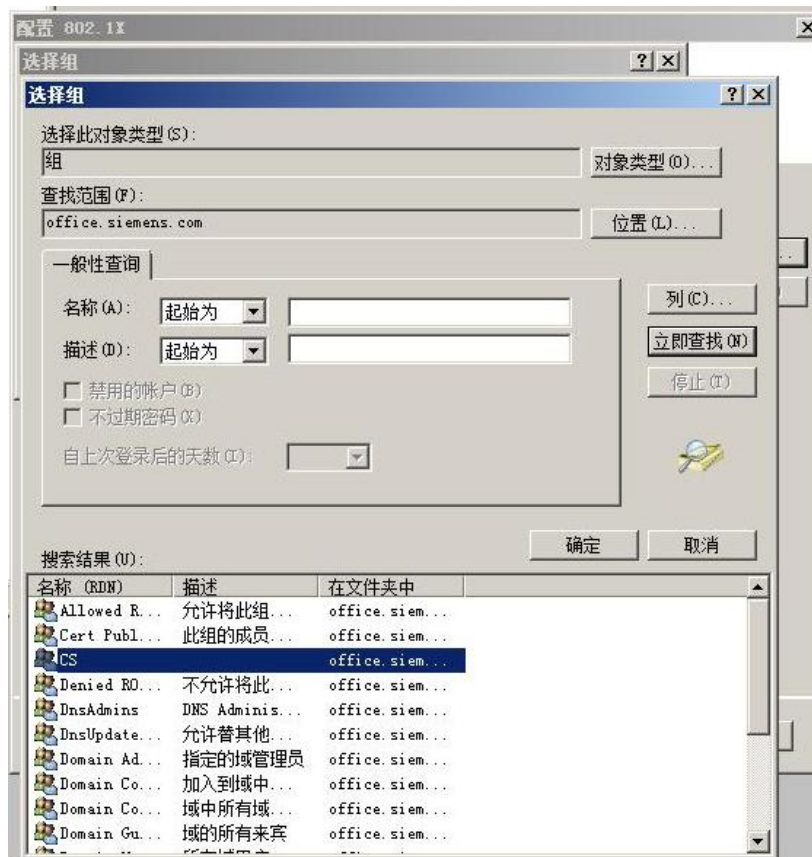 配置 802.1X
选择组
选择组
选择此对象类型(S):
组
对象类型(O)...
查找范围(F):
office.siemens.com
位置(L)...
一般性查询
名称(A): 起始为
列(C)...
描述(D): 起始为
立即查找(N)
禁用的帐户(B)
停止(T)
不过期密码(X)
自上次登录后的天数(I):
确定 取消
搜索结果(U):
名称 (RDN) 描述 在文件夹中
Allowed R... 允许将此组... office.siem...
Cert Publ... 此组的成员... office.siem...
CS office.siem...
Denied RO... 不允许将此... office.siem...
DnsAdmins DNS Adminis... office.siem...
DnsUpdate... 允许替其他... office.siem...
Domain Ad... 指定的域管理员 office.siem...
Domain Co... 加入到域中... office.siem...
Domain Co... 域中所有域... office.siem...
Domain Gu... 域的所有来宾 office.siem...